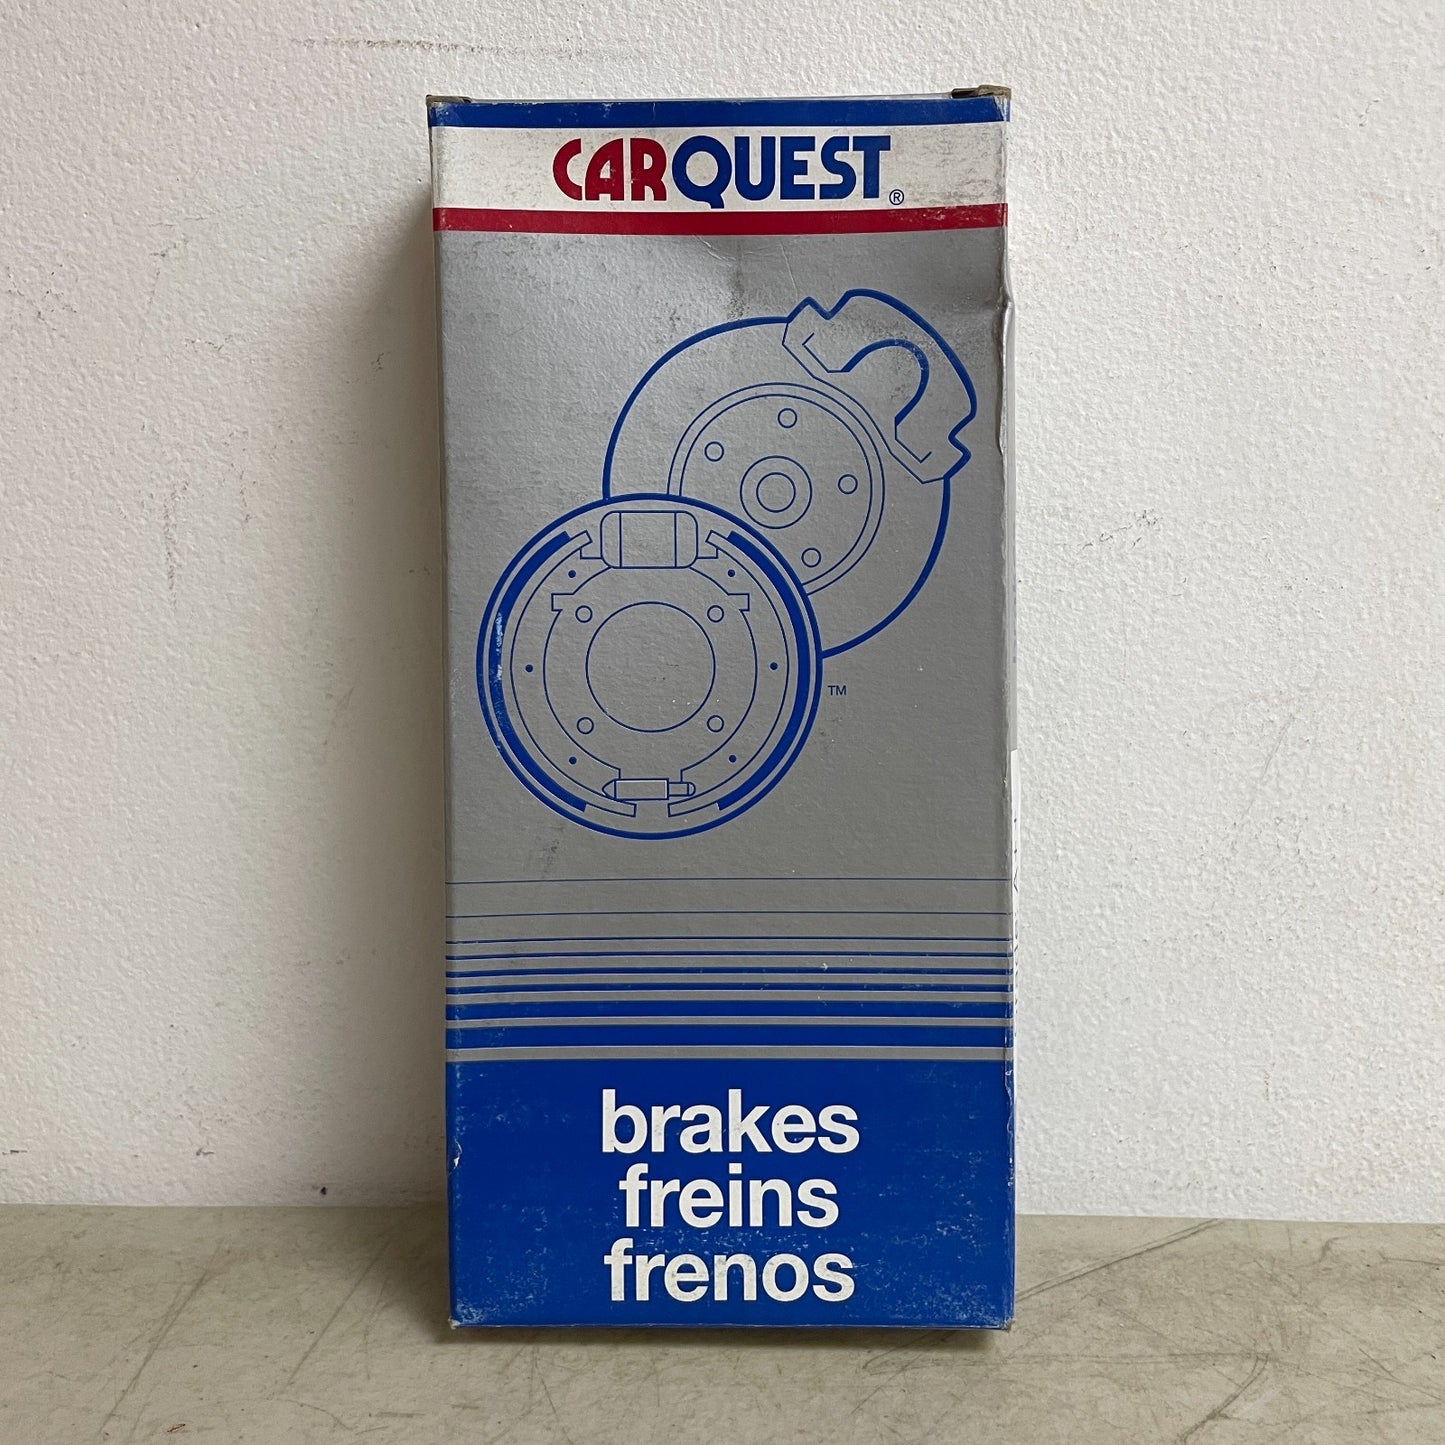 CARQUEST®
TM
brakes
freins
frenos